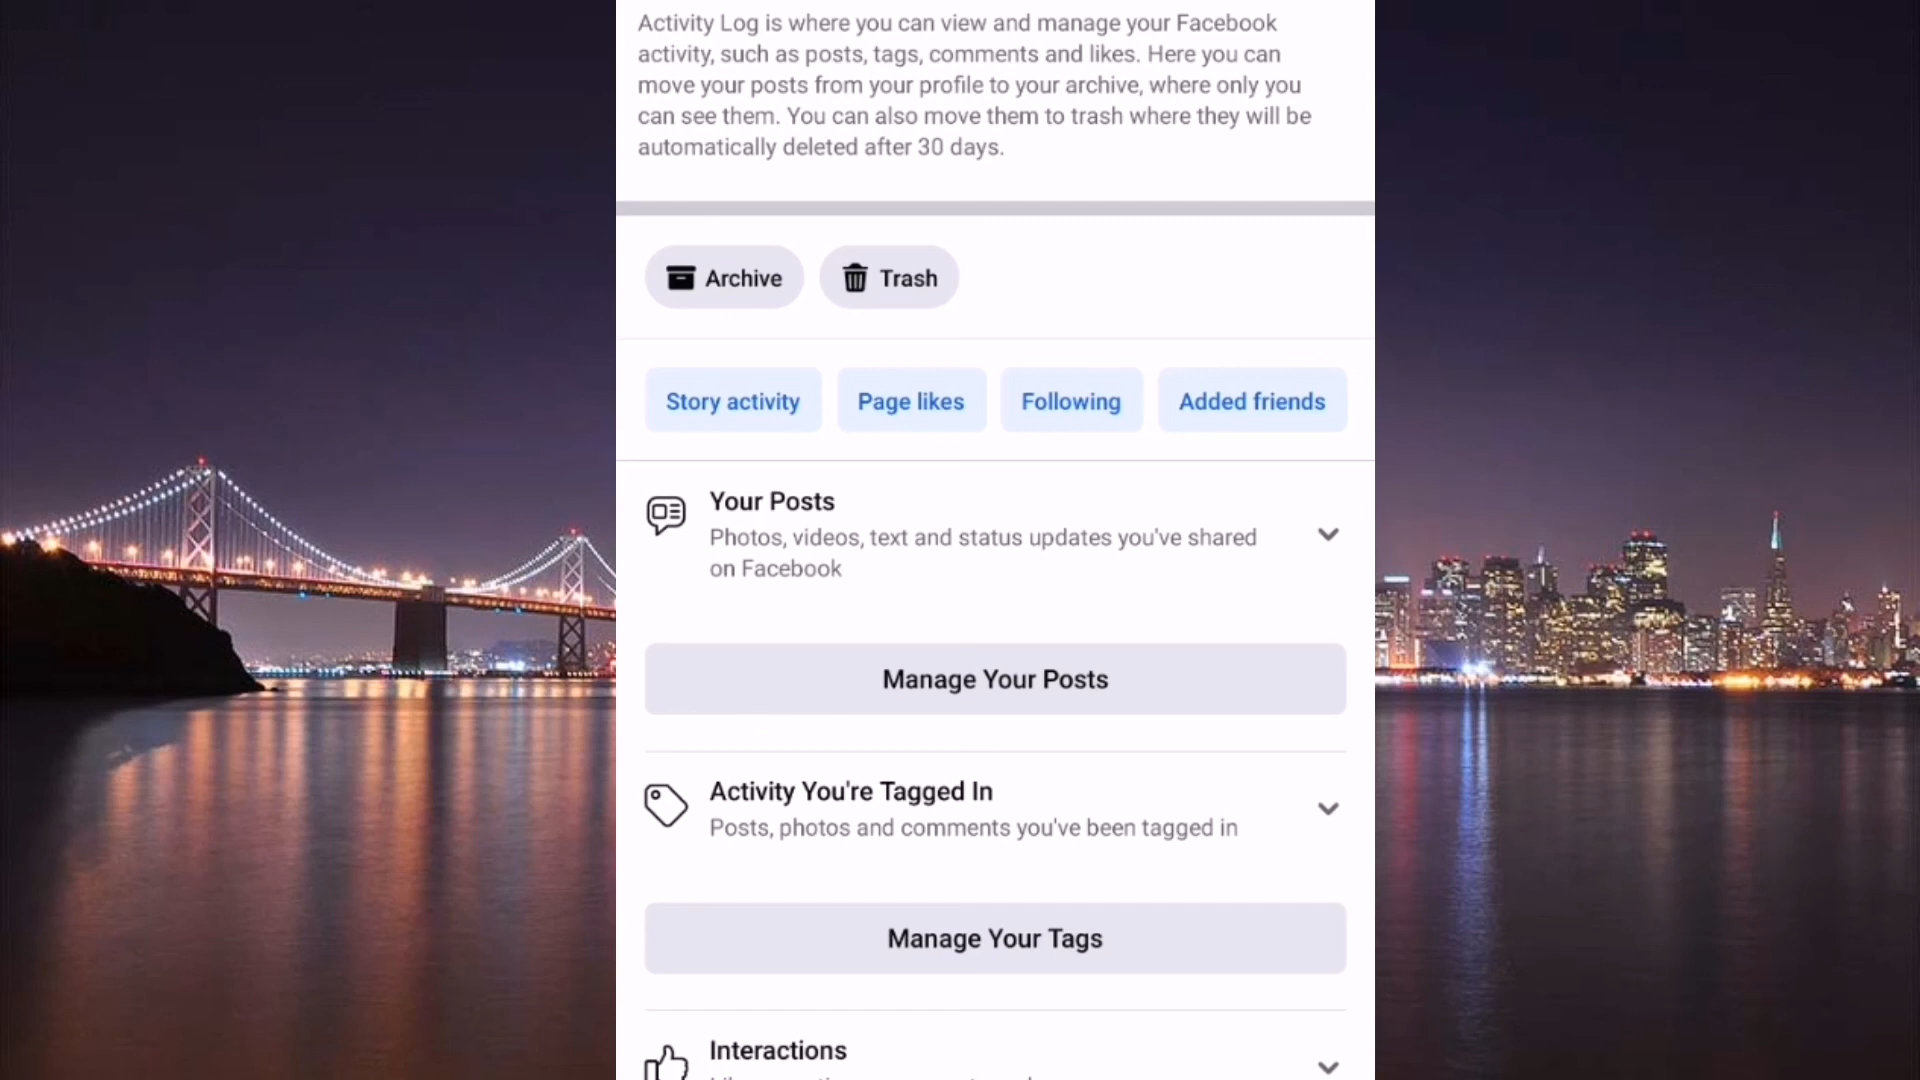 Activity Log is where you can view and manage your Facebook
activity, such as posts, tags, comments and likes. Here you can
move your posts from your profile to your archive, where only you
can see them. You can also move them to trash where they will be
automatically deleted after 30 days.
Archive
Trash
Story activity
Page likes
Following
Added friends
Your Posts
Photos, videos, text and status updates you've shared
on Facebook
Manage Your Posts
Activity You're Tagged In
Posts, photos and comments you've been tagged in
Manage Your Tags
Interactions